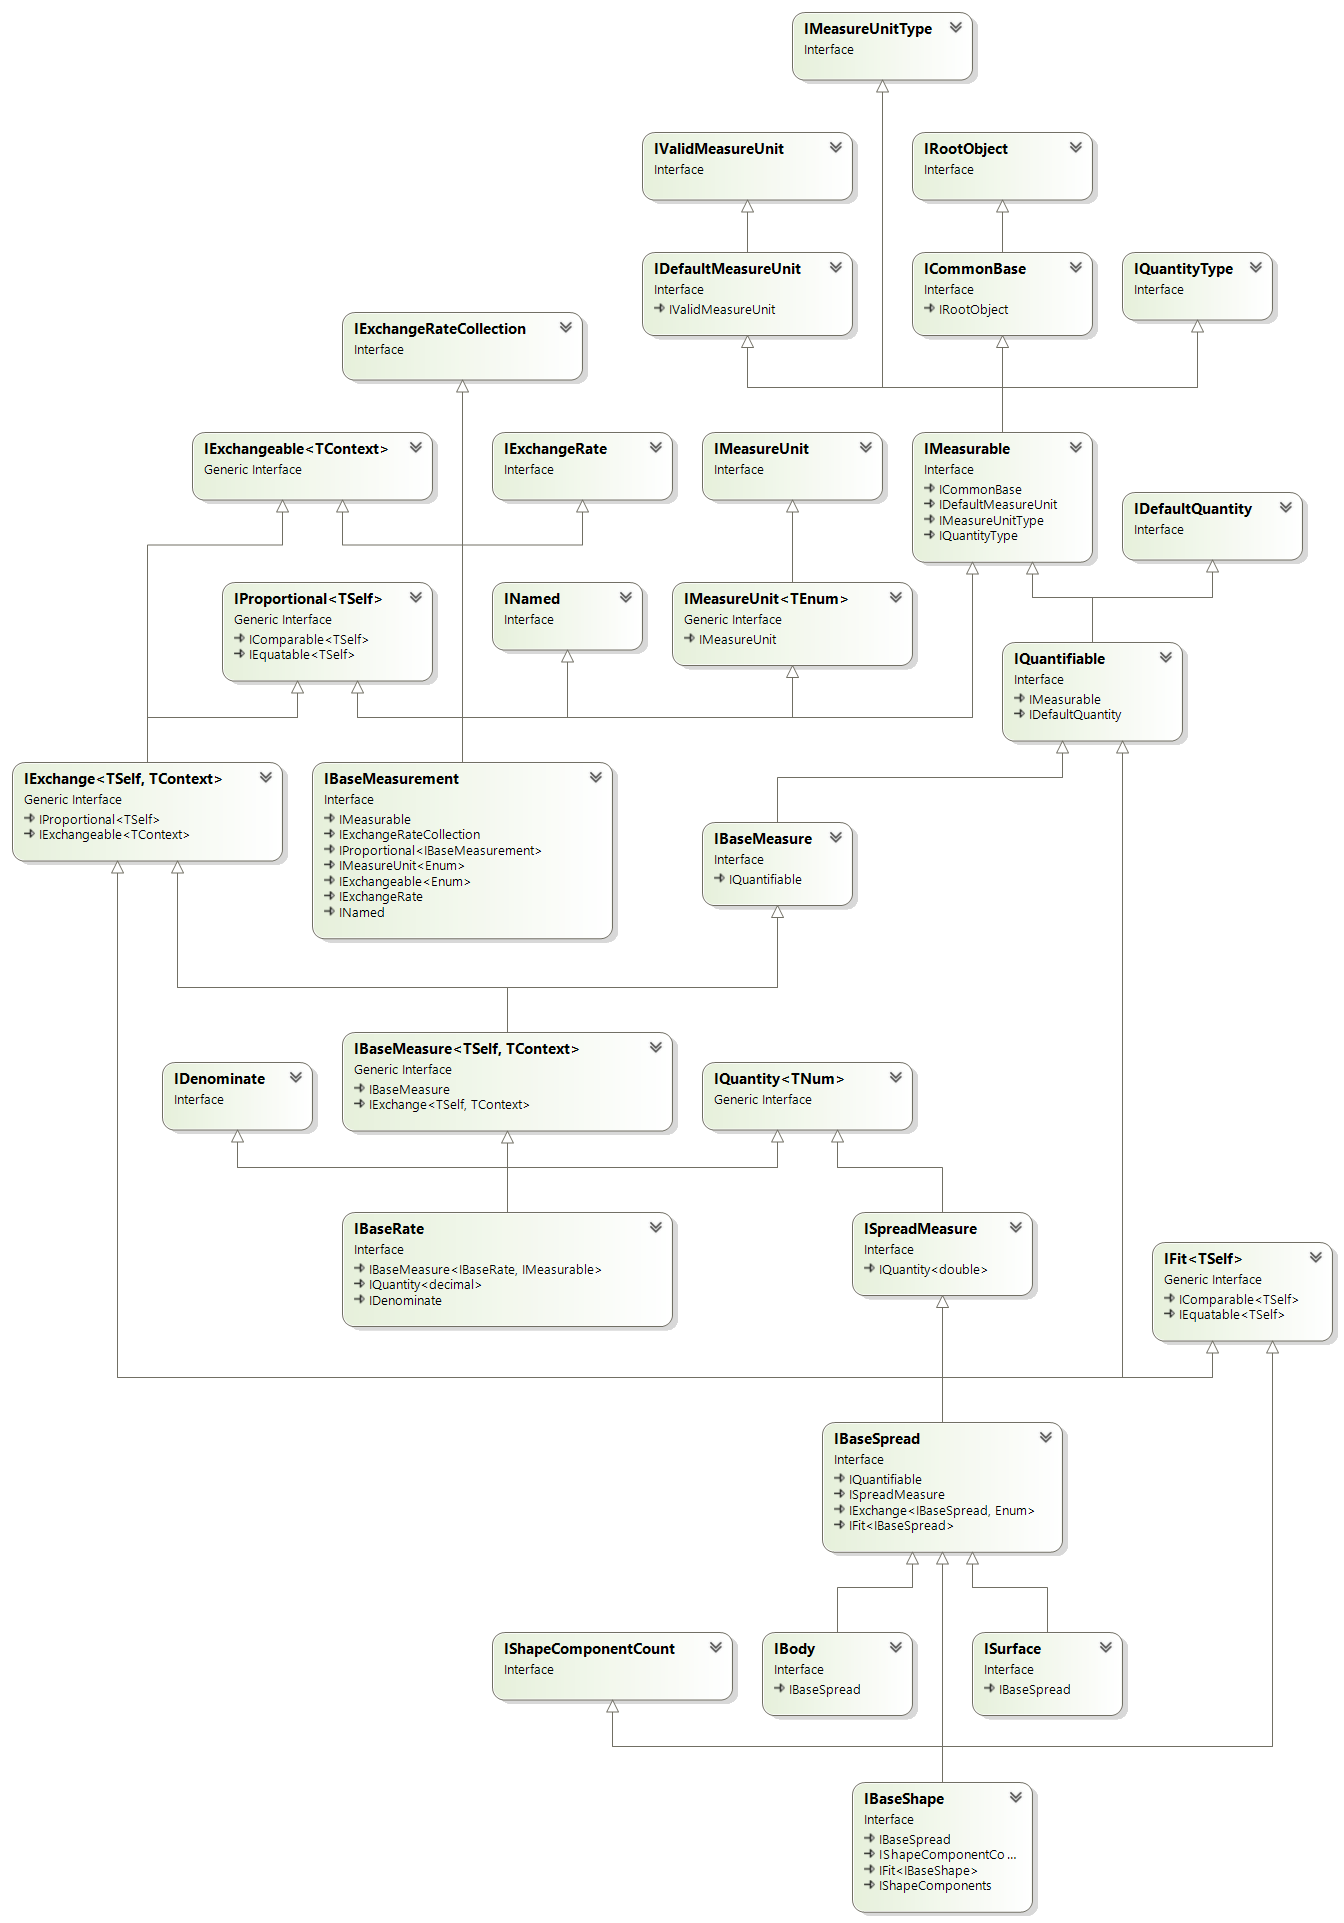 IMeasureUnitType
Interface
IValidMeasureUnit
Interface
IRootObject
Interface
IDefaultMeasureUnit
Interface
IValidMeasureUnit
ICommonBase
Interface
IRootObject
IQuantityType
Interface
IExchangeRateCollection
Interface
IExchangeable<TContext>
Generic Interface
IExchangeRate
Interface
IMeasureUnit
Interface
IMeasurable
Interface
ICommonBase
IDefaultMeasureUnit
IMeasureUnitType
IQuantityType
IDefaultQuantity
Interface
IProportional<TSelf>
Generic Interface
IComparable<TSelf>
IEquatable<TSelf>
INamed
Interface
IMeasureUnit<TEnum>
Generic Interface
IMeasureUnit
IQuantifiable
Interface
IMeasurable
IDefaultQuantity
IExchange<TSelf, TContext>
Generic Interface
IProportional<TSelf>
IExchangeable<TContext>
IBaseMeasurement
Interface
IMeasurable
IExchangeRateCollection
IProportional<IBaseMeasurement>
IMeasureUnit<Enum>
IExchangeable<Enum>
IExchangeRate
INamed
IBaseMeasure
Interface
IQuantifiable
IBaseMeasure<TSelf, TContext>
Generic Interface
IBaseMeasure
IExchange<TSelf, TContext>
IDenominate
Interface
IQuantity<TNum>
Generic Interface
IBaseRate
Interface
IBaseMeasure<IBaseRate, IMeasurable>
IQuantity<decimal>
IDenominate
ISpreadMeasure
Interface
IQuantity<double>
IFit<TSelf>
Generic Interface
IComparable<TSelf>
IEquatable<TSelf>
IBaseSpread
Interface
IQuantifiable
ISpreadMeasure
IExchange<IBaseSpread, Enum>
IFit<IBaseSpread>
IShapeComponentCount
Interface
IBody
Interface
IBaseSpread
ISurface
Interface
IBaseSpread
IBaseShape
Interface
IBaseSpread
IShapeComponentCo...
IFit<IBaseShape>
IShapeComponents